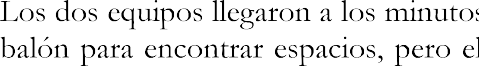 Los dos equipos llegaron a los minutos
balón para encontrar espacios, pero el